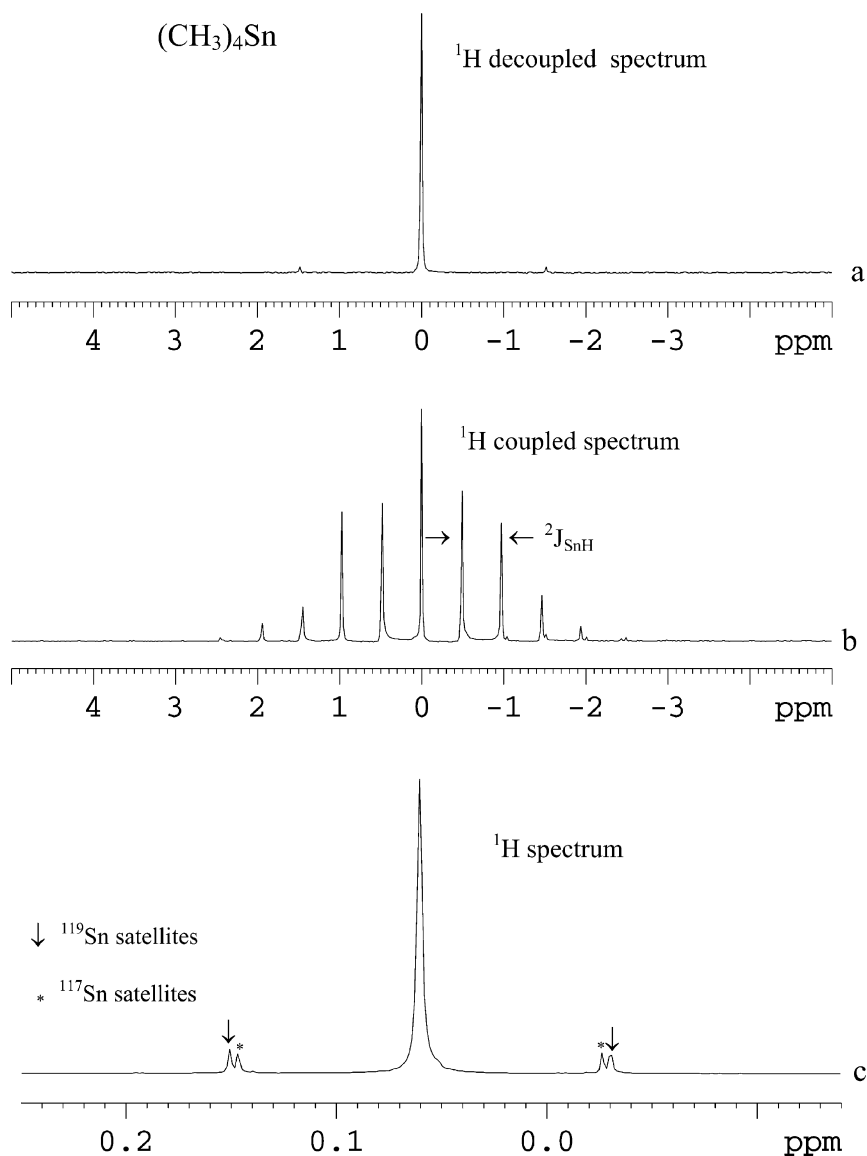 (CH₃)₄Sn
¹H decoupled spectrum
a
4 3 2 1 0 -1 -2 -3 ppm
¹H coupled spectrum
→ ← ²J_SnH
b
4 3 2 1 0 -1 -2 -3 ppm
¹H spectrum
↓ ¹¹⁹Sn satellites
* ¹¹⁷Sn satellites
* *
c
0.2 0.1 0.0 ppm